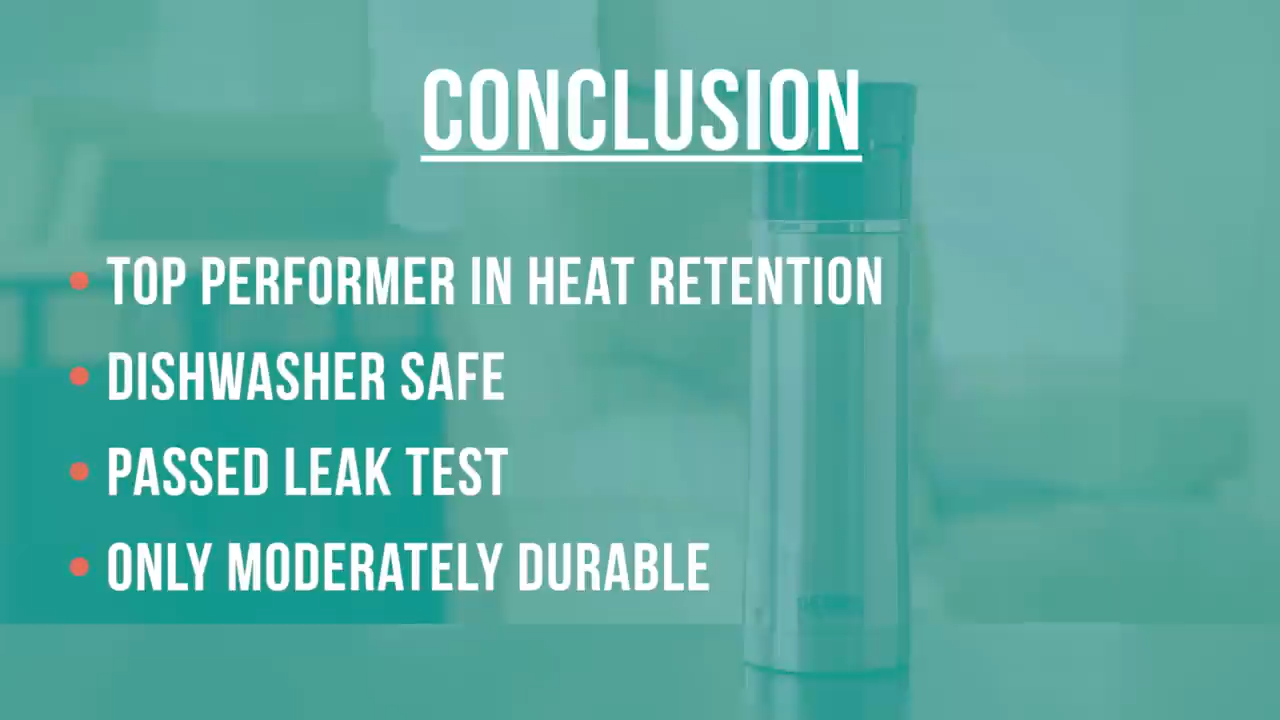 CONCLUSION
TOP PERFORMER IN HEAT RETENTION
DISHWASHER SAFE
PASSED LEAK TEST
ONLY MODERATELY DURABLE